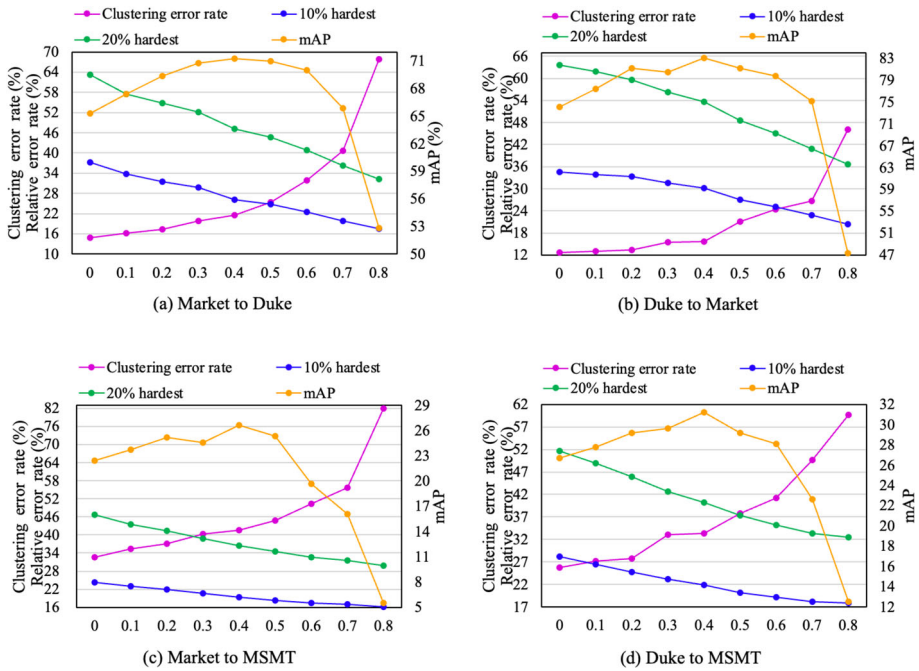 Clustering error rate 10% hardest
20% hardest mAP
Clustering error rate (%)
Relative error rate (%)
70
64
58
52
46
40
34
28
22
16
10
71
68
65
62
59
56
53
50
mAP (%)
0 0.1 0.2 0.3 0.4 0.5 0.6 0.7 0.8
(a) Market to Duke
Clustering error rate 10% hardest
20% hardest mAP
Clustering error rate (%)
Relative error rate (%)
66
60
54
48
42
36
30
24
18
12
83
79
75
71
67
63
59
55
51
47
mAP
0 0.1 0.2 0.3 0.4 0.5 0.6 0.7 0.8
(b) Duke to Market
Clustering error rate 10% hardest
20% hardest mAP
Clustering error rate (%)
Relative error rate (%)
82
76
70
64
58
52
46
40
34
28
22
16
29
26
23
20
17
14
11
8
5
mAP
0 0.1 0.2 0.3 0.4 0.5 0.6 0.7 0.8
(c) Market to MSMT
Clustering error rate 10% hardest
20% hardest mAP
Clustering error rate (%)
Relative error rate (%)
62
57
52
47
42
37
32
27
22
17
32
30
28
26
24
22
20
18
16
14
12
mAP
0 0.1 0.2 0.3 0.4 0.5 0.6 0.7 0.8
(d) Duke to MSMT